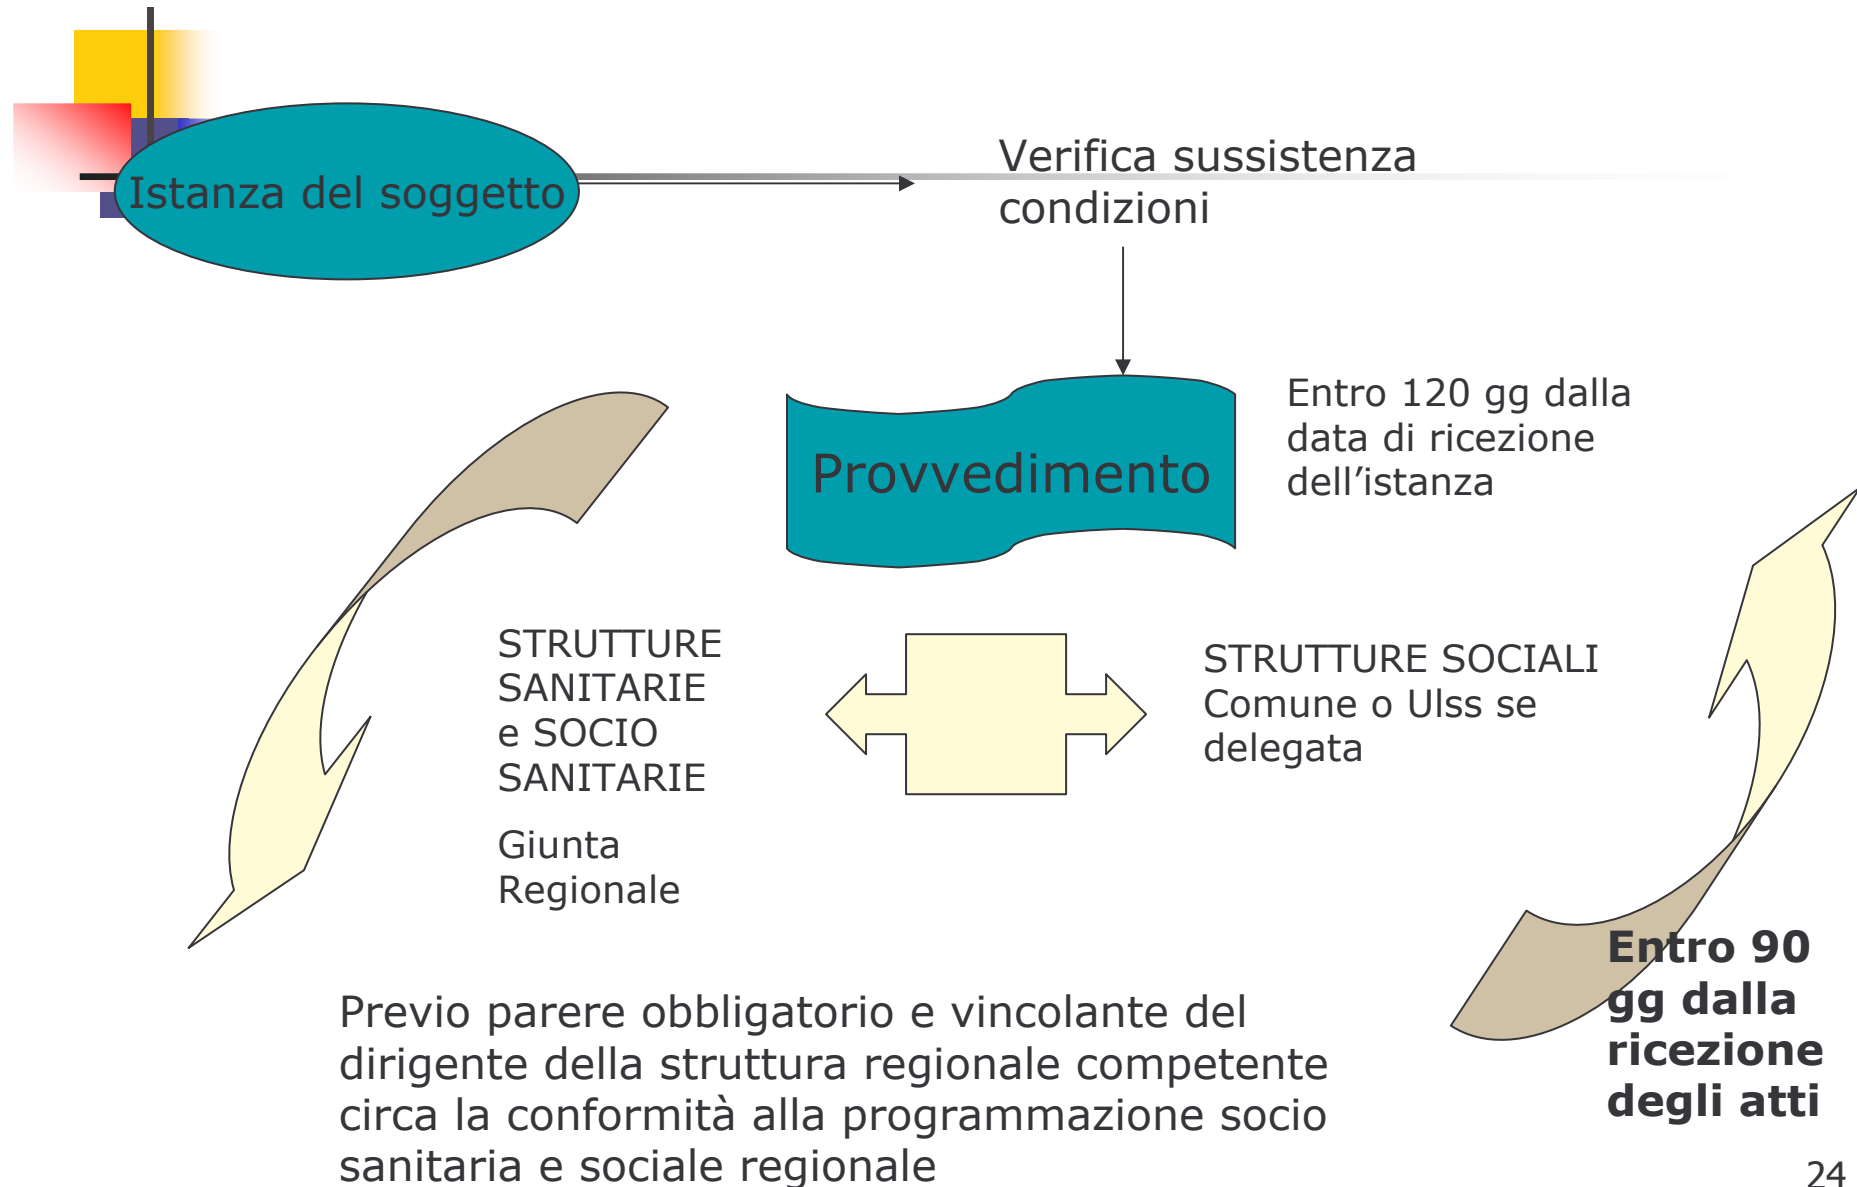 Istanza del soggetto
Verifica sussistenza
condizioni
Provvedimento
Entro 120 gg dalla
data di ricezione
dell’istanza
STRUTTURE
SANITARIE
e SOCIO
SANITARIE
Giunta
Regionale
STRUTTURE SOCIALI
Comune o Ulss se
delegata
Previo parere obbligatorio e vincolante del
dirigente della struttura regionale competente
circa la conformità alla programmazione socio
sanitaria e sociale regionale
Entro 90
gg dalla
ricezione
degli atti
24